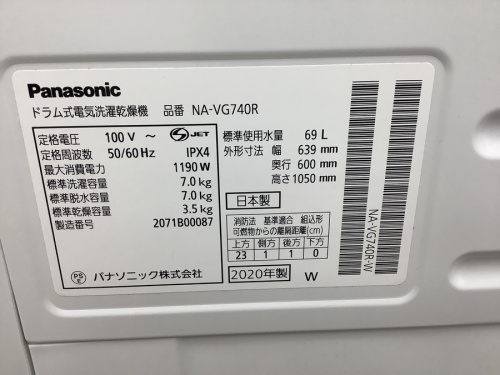 Panasonic
ドラム式電気洗濯乾燥機 品番 NA-VG740R
定格電圧 100 V ～ S JET
定格周波数 50/60 Hz IPX4
最大消費電力 1190 W
標準洗濯容量 7.0 kg
標準脱水容量 7.0 kg
標準乾燥容量 3.5 kg
製造番号 2071B00087
PS E パナソニック株式会社
標準使用水量 69 L
外形寸法 幅 639 mm
奥行 600 mm
高さ 1050 mm
日本製
消防法 基準適合 組込形
可燃物からの離隔距離(cm)
上方 側方 後方 下方
23 1 1 0
2020年製 W
NA-VG740R-W